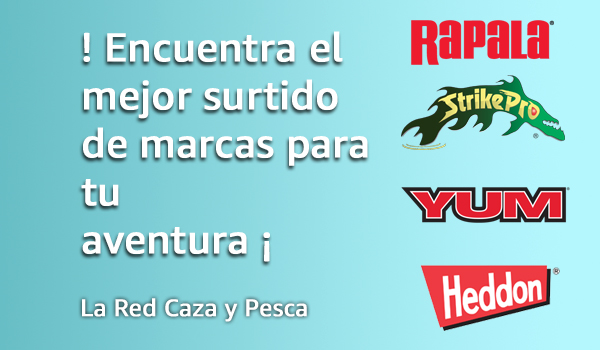 ! Encuentra el
mejor surtido
de marcas para
tu
aventura ¡
La Red Caza y Pesca
RAPALA®
StrikePro®
YUM®
Heddon®